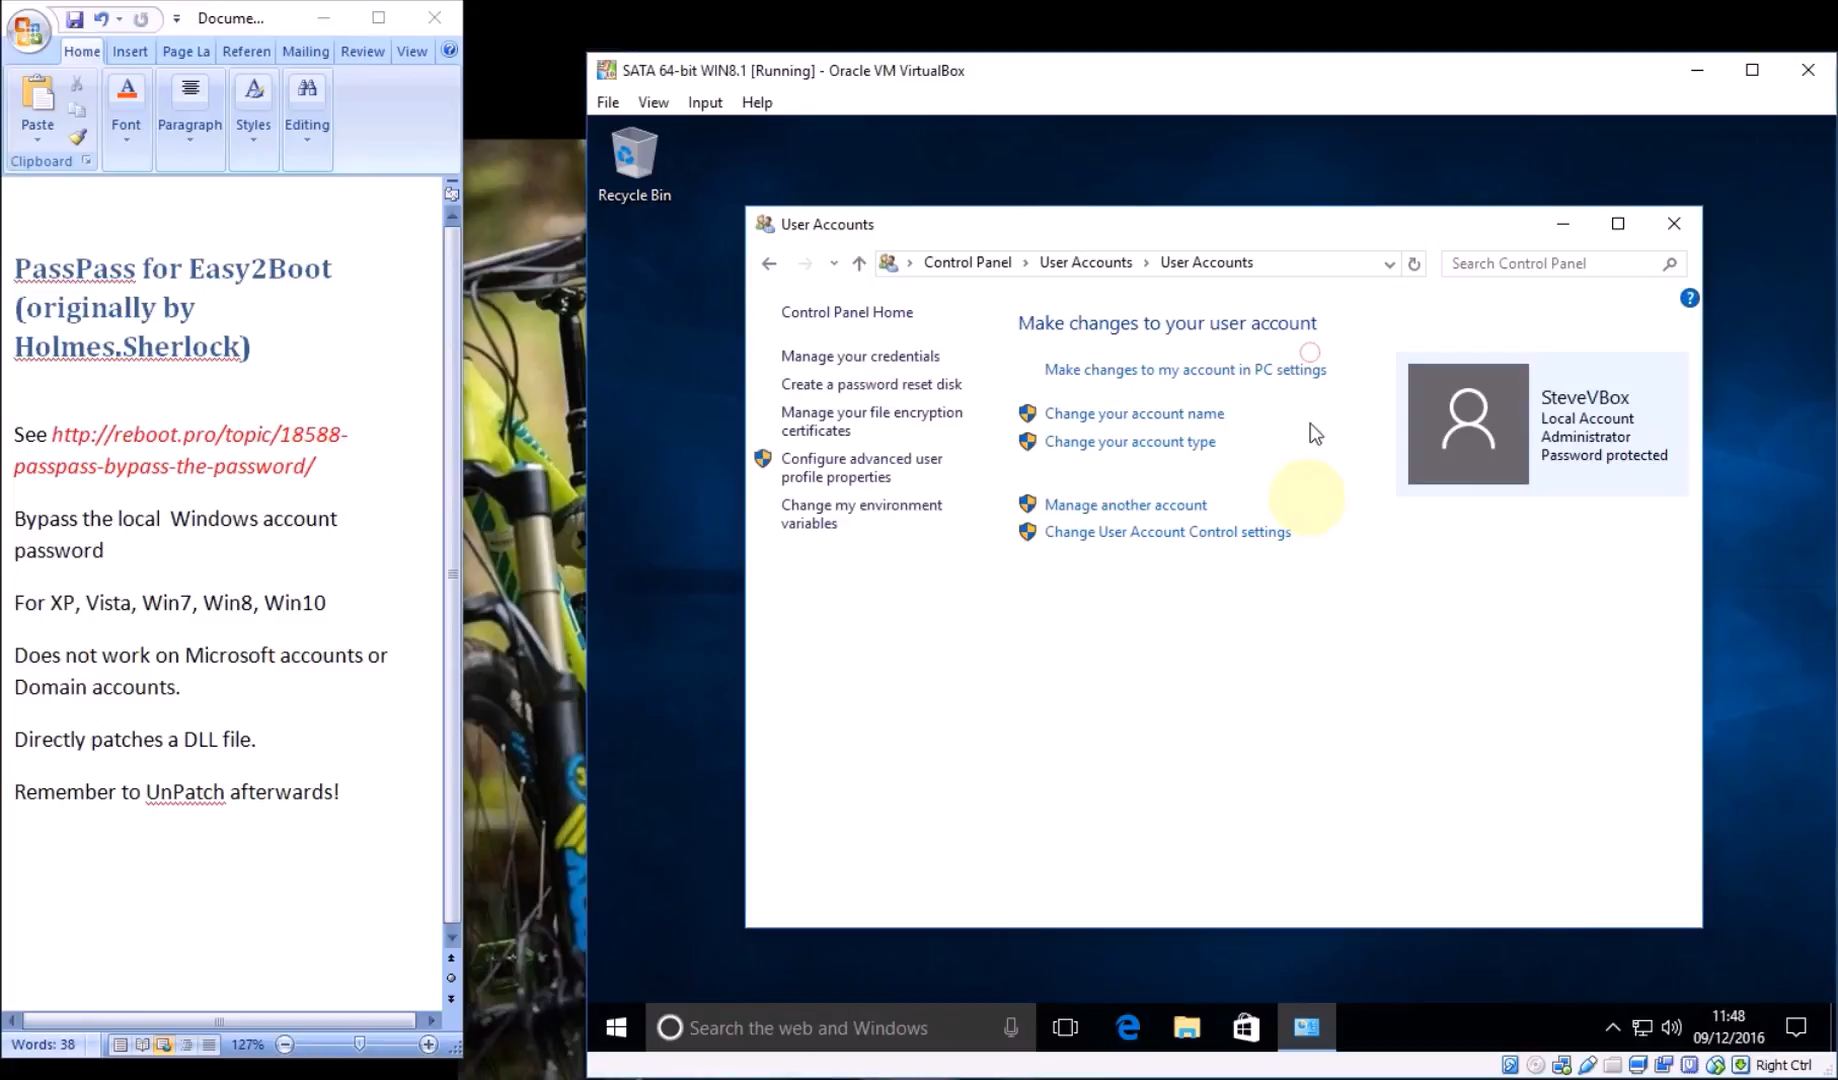 Docume...
Home Insert Page La Referen Mailing Review View
Paste Font Paragraph Styles Editing
Clipboard
PassPass for Easy2Boot
(originally by
Holmes.Sherlock)
See http://reboot.pro/topic/18588-
passpass-bypass-the-password/
Bypass the local Windows account
password
For XP, Vista, Win7, Win8, Win10
Does not work on Microsoft accounts or
Domain accounts.
Directly patches a DLL file.
Remember to UnPatch afterwards!
Words: 38 127%
SATA 64-bit WIN8.1 [Running] - Oracle VM VirtualBox
File View Input Help
Recycle Bin
User Accounts
Control Panel User Accounts User Accounts
Search Control Panel
Control Panel Home
Manage your credentials
Create a password reset disk
Manage your file encryption
certificates
Configure advanced user
profile properties
Change my environment
variables
Make changes to your user account
Make changes to my account in PC settings
Change your account name
Change your account type
Manage another account
Change User Account Control settings
SteveVBox
Local Account
Administrator
Password protected
Search the web and Windows
11:48
09/12/2016
Right Ctrl